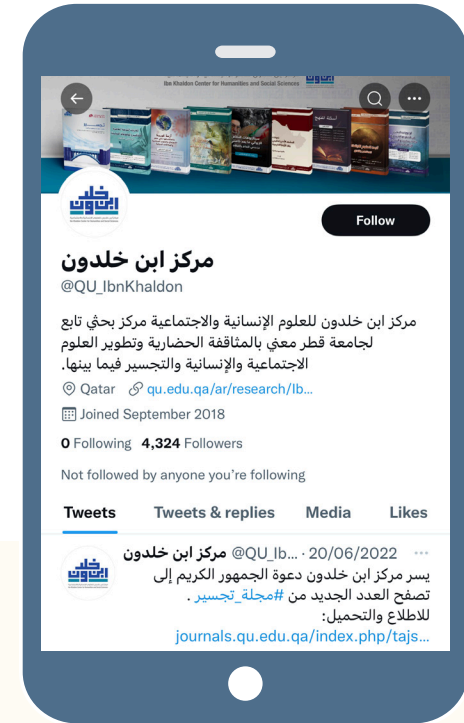 Ibn Khaldon Center for Humanities and Social Sciences
ابن خلدون
Follow
مركز ابن خلدون
@QU_IbnKhaldon
مركز ابن خلدون للعلوم الإنسانية والاجتماعية مركز بحثي تابع
لجامعة قطر معني بالمثاقفة الحضارية وتطوير العلوم
الاجتماعية والإنسانية والتجسير فيما بينها.
Qatar qu.edu.qa/ar/research/Ib...
Joined September 2018
0 Following 4,324 Followers
Not followed by anyone you're following
Tweets Tweets & replies Media Likes
مركز ابن خلدون @QU_Ib... · 20/06/2022
ابن خلدون
يسر مركز ابن خلدون دعوة الجمهور الكريم إلى
تصفح العدد الجديد من #مجلة_تجسير .
للاطلاع والتحميل:
journals.qu.edu.qa/index.php/tajs...